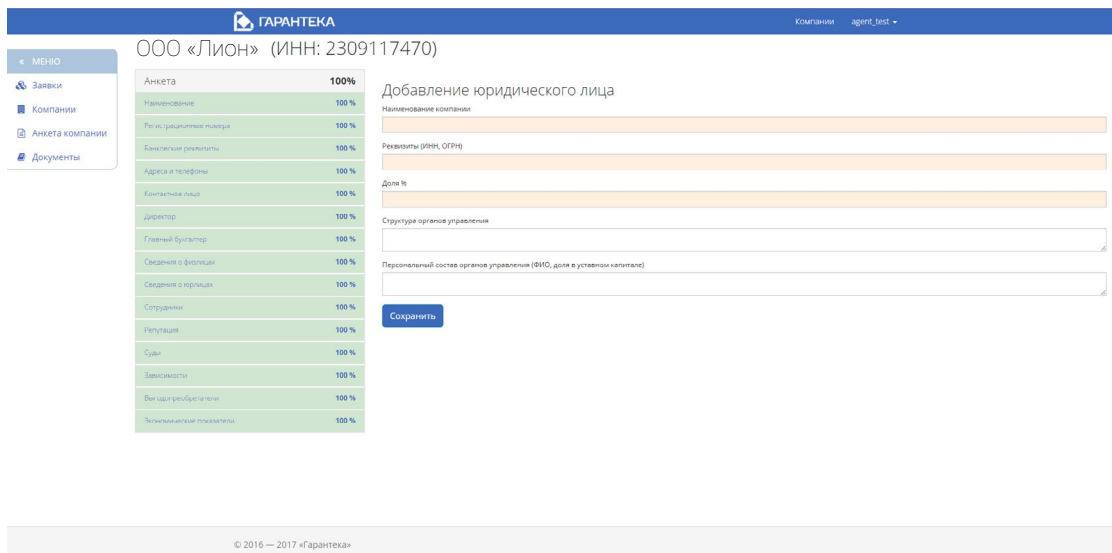 ГАРАНТЕКА
Компании agent_test
ООО «Лион» (ИНН: 2309117470)
« МЕНЮ
Заявки
Компании
Анкета компании
Документы
Анкета 100%
Наименование 100 %
Регистрационные номера 100 %
Банковские реквизиты 100 %
Адреса и телефоны 100 %
Контактное лицо 100 %
Директор 100 %
Главный бухгалтер 100 %
Сведения о физлицах 100 %
Сведения о юрлицах 100 %
Сотрудники 100 %
Репутация 100 %
Суды 100 %
Зависимости 100 %
Выгодоприобретатели 100 %
Экономические показатели 100 %
Добавление юридического лица
Наименование компании
Реквизиты (ИНН, ОГРН)
Доля %
Структура органов управления
Персональный состав органов управления (ФИО, доля в уставном капитале)
Сохранить
© 2016 — 2017 «Гарантека»